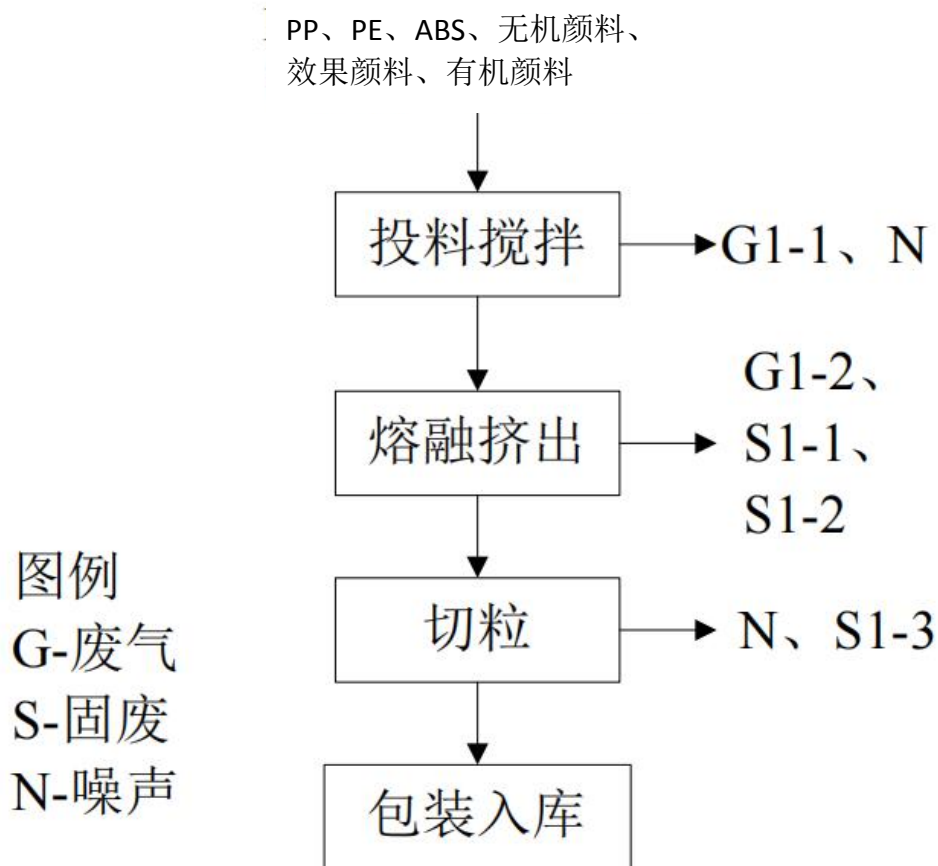 PP、PE、ABS、无机颜料、
效果颜料、有机颜料
投料搅拌
G1-1、N
熔融挤出
G1-2、
S1-1、
S1-2
切粒
N、S1-3
包装入库
图例
G-废气
S-固废
N-噪声